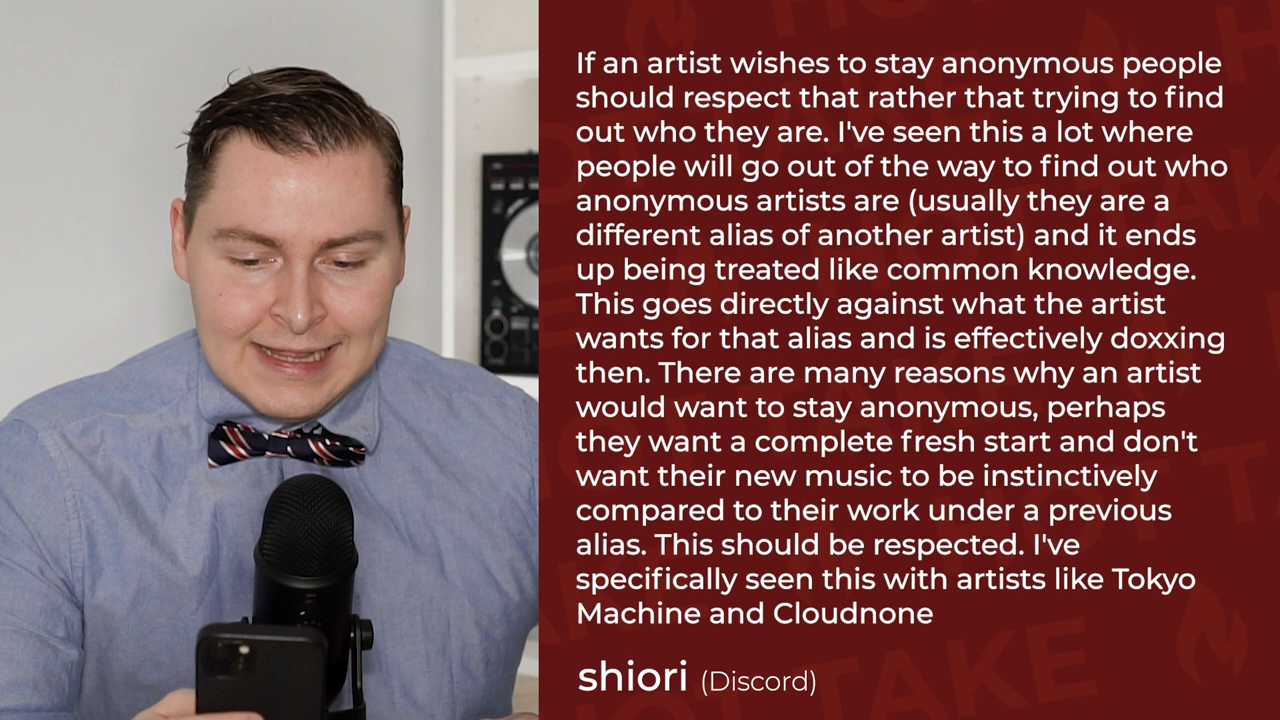 If an artist wishes to stay anonymous people
should respect that rather that trying to find
out who they are. I've seen this a lot where
people will go out of the way to find out who
anonymous artists are (usually they are a
different alias of another artist) and it ends
up being treated like common knowledge.
This goes directly against what the artist
wants for that alias and is effectively doxxing
then. There are many reasons why an artist
would want to stay anonymous, perhaps
they want a complete fresh start and don't
want their new music to be instinctively
compared to their work under a previous
alias. This should be respected. I've
specifically seen this with artists like Tokyo
Machine and Cloudnone
shiori (Discord)